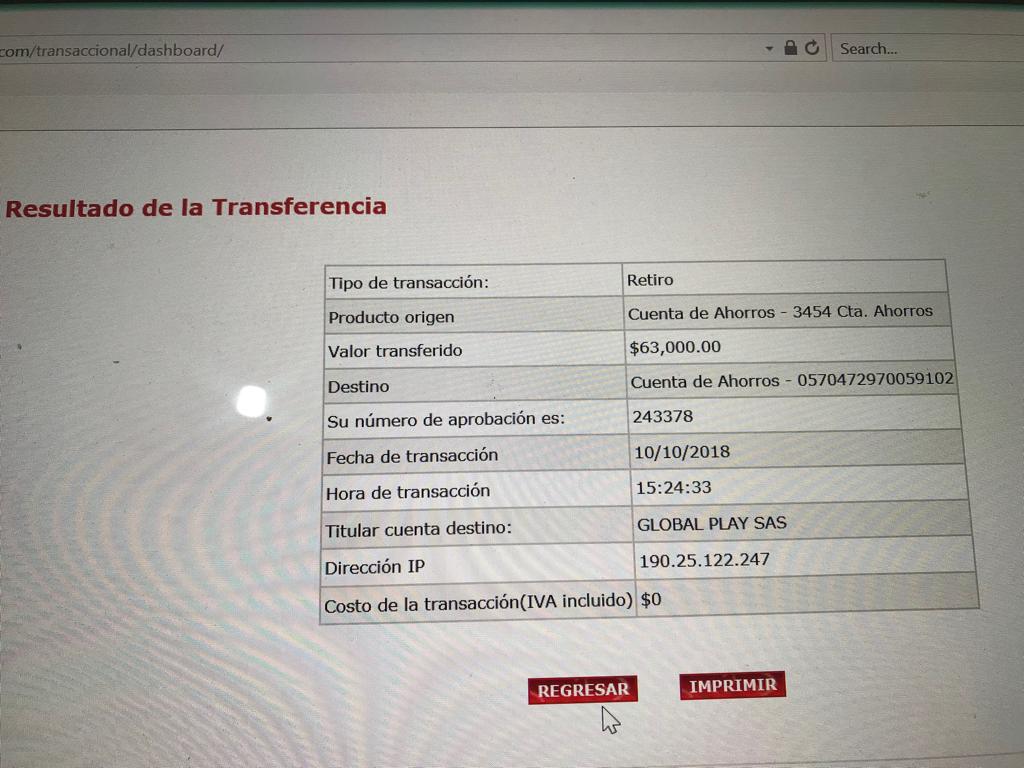 com/transaccional/dashboard/
Search...
Resultado de la Transferencia
Tipo de transacción: Retiro
Producto origen Cuenta de Ahorros - 3454 Cta. Ahorros
Valor transferido $63,000.00
Destino Cuenta de Ahorros - 0570472970059102
Su número de aprobación es: 243378
Fecha de transacción 10/10/2018
Hora de transacción 15:24:33
Titular cuenta destino: GLOBAL PLAY SAS
Dirección IP 190.25.122.247
Costo de la transacción(IVA incluido) $0
REGRESAR IMPRIMIR